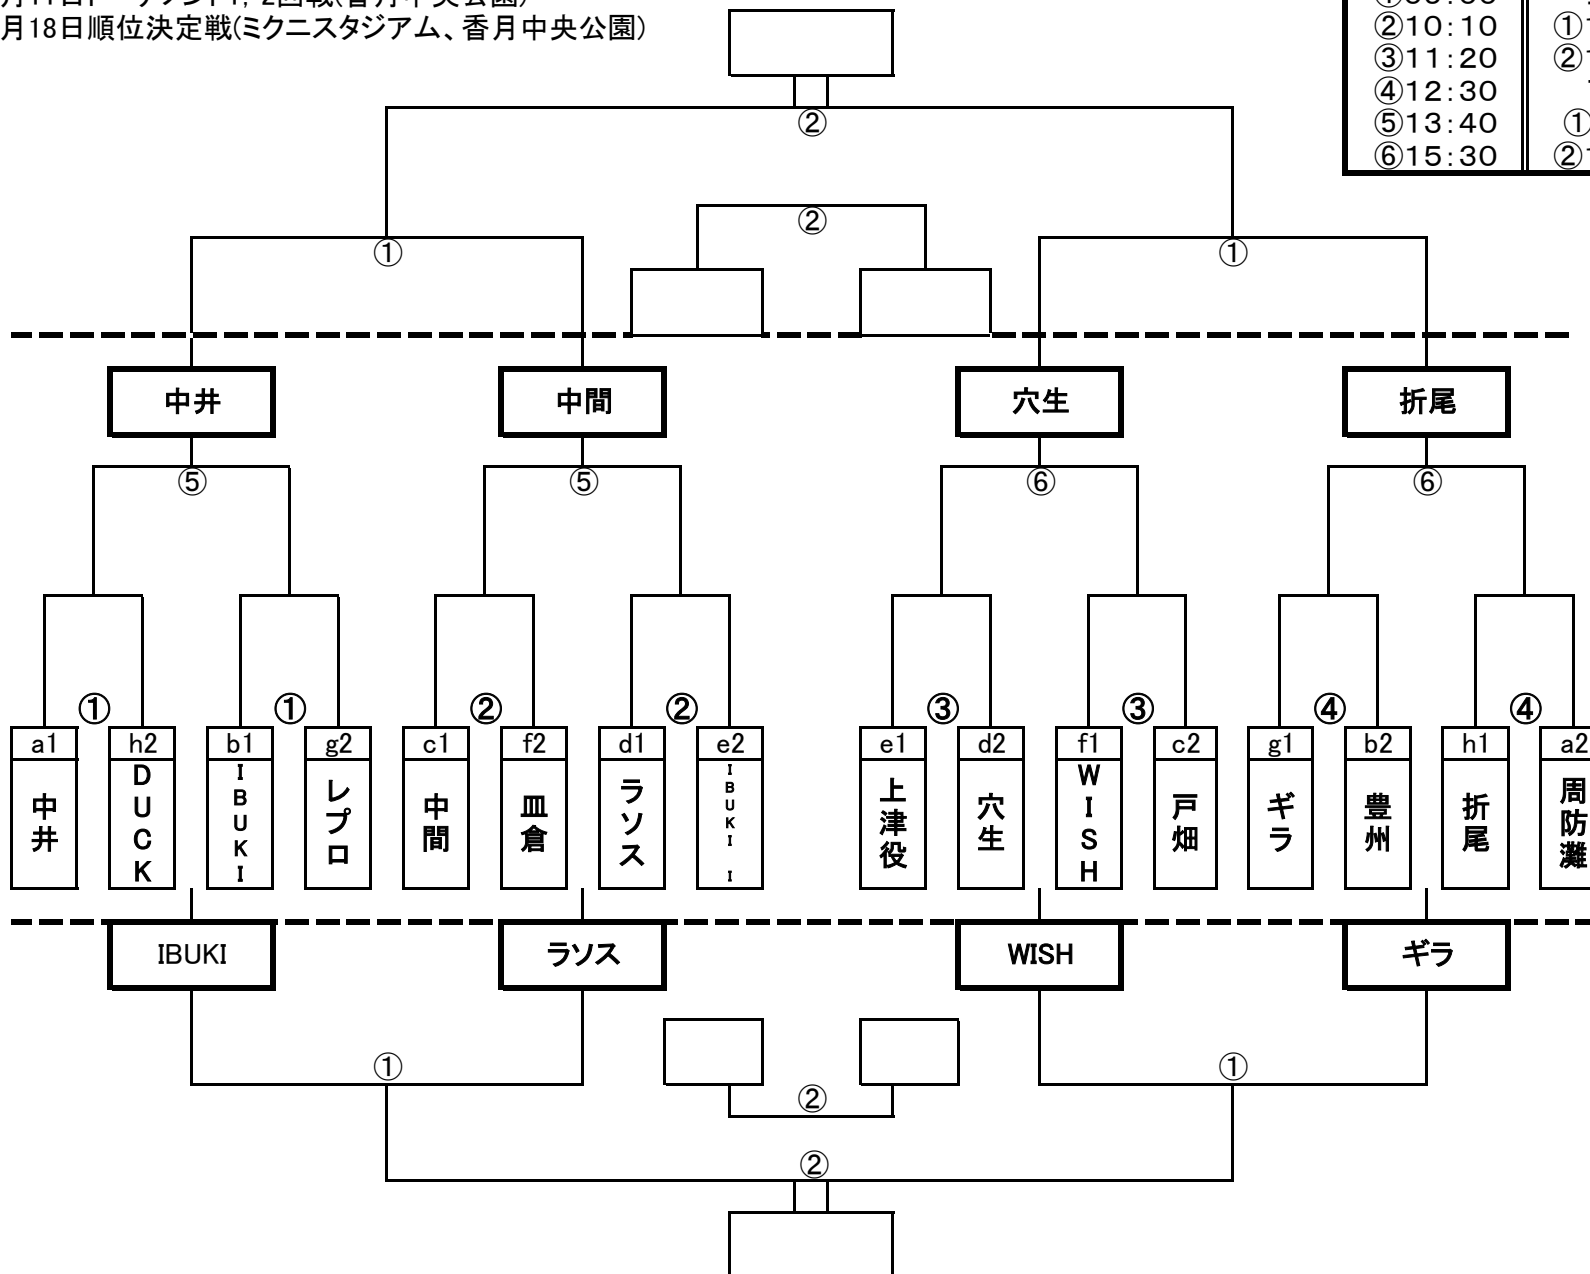 月18日順位決定戦(ミクニスタジアム、香月中央公園)
②10:10
③11:20
④12:30
⑤13:40
⑥15:30
①
②
①
②
②
②
①
①
中井
中間
穴生
折尾
⑤
⑤
⑥
⑥
①
①
②
②
③
③
④
④
a1
h2
b1
g2
c1
f2
d1
e2
e1
d2
f1
c2
g1
b2
h1
a2
中井
DUCK
IBUKI
レプロ
中間
皿倉
ラソス
IBUKI I
上津役
穴生
WISH
戸畑
ギラ
豊州
折尾
周防灘
IBUKI
ラソス
WISH
ギラ
①
①
②
②